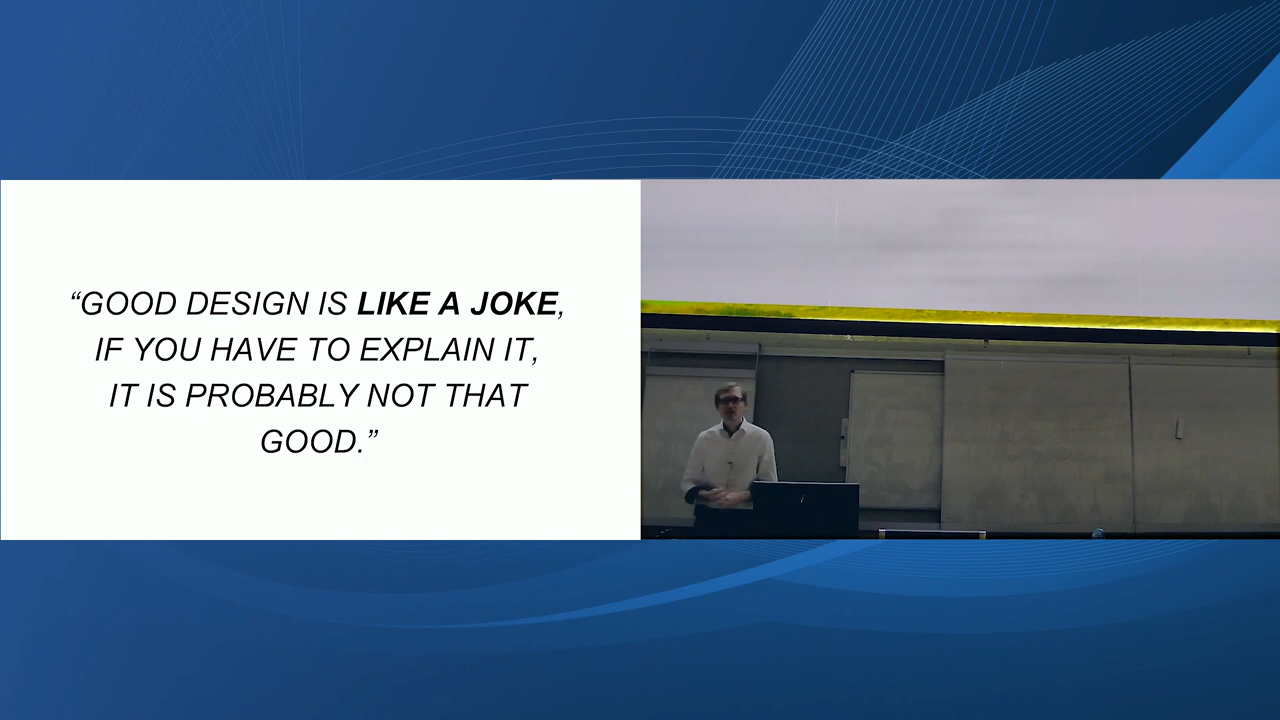 “GOOD DESIGN IS LIKE A JOKE,
IF YOU HAVE TO EXPLAIN IT,
IT IS PROBABLY NOT THAT
GOOD.”